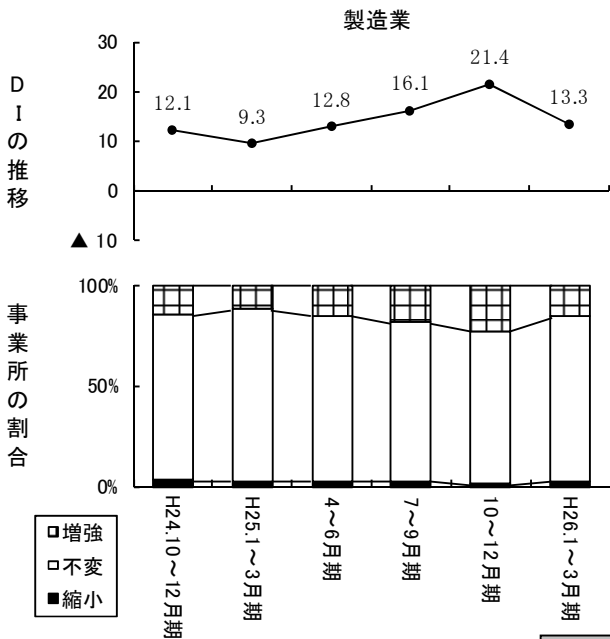 製造業
DIの推移
30
20
10
0
▲ 10
12.1
9.3
12.8
16.1
21.4
13.3
事業所の割合
100%
50%
0%
H24.10～12月期
H25.1～3月期
4～6月期
7～9月期
10～12月期
H26.1～3月期
増強
不変
縮小